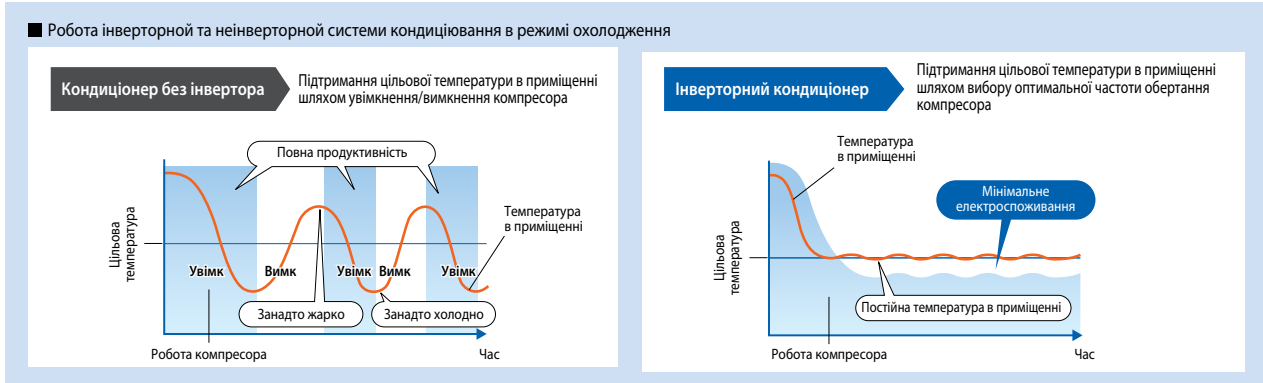 Робота інверторной та неінверторной системи кондиціювання в режимі охолодження
Кондиціонер без інвертора
Підтримання цільової температури в приміщенні
шляхом увімкнення/вимкнення компресора
Повна продуктивність
Цільова
температура
Температура
в приміщенні
Увімк
Вимк
Увімк
Вимк
Увімк
Занадто жарко
Занадто холодно
Робота компресора
Час
Інверторний кондиціонер
Підтримання цільової температури в приміщенні
шляхом вибору оптимальної частоти обертання
компресора
Температура
в приміщенні
Мінімальне
електроспоживання
Цільова
температура
Постійна температура в приміщенні
Робота компресора
Час